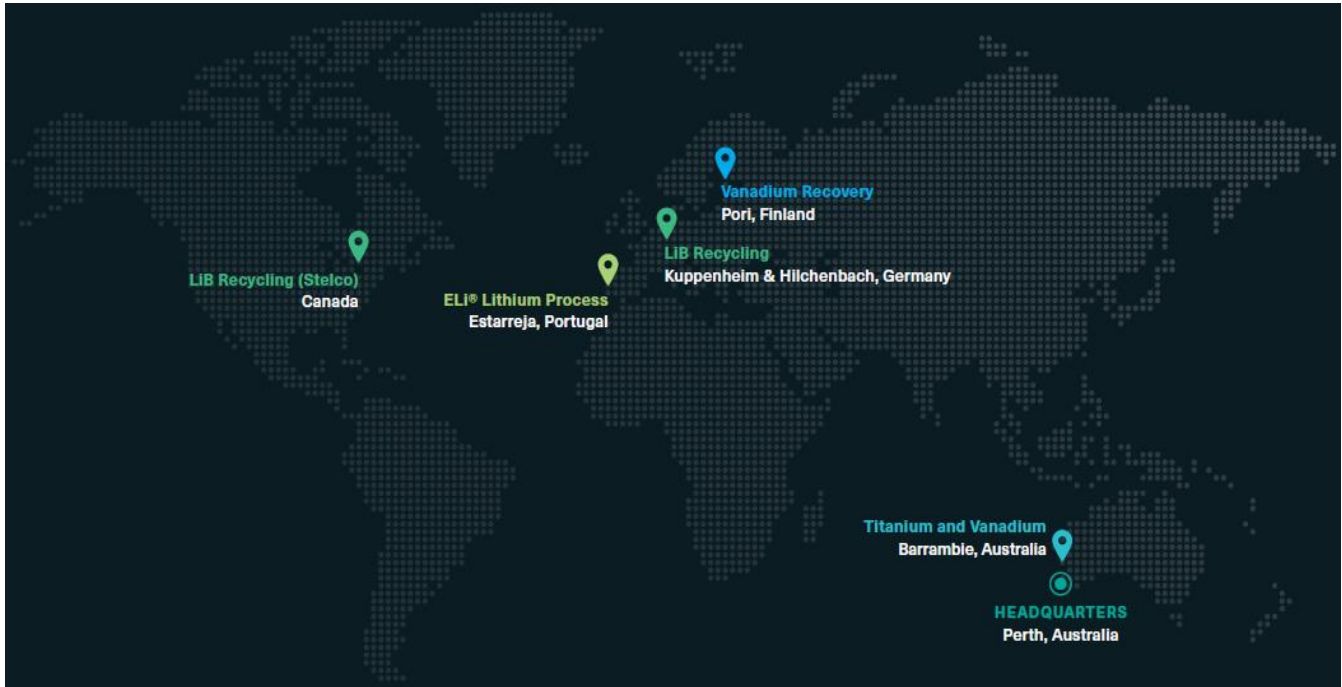 Vanadium Recovery
Pori, Finland
LiB Recycling
Kuppenheim & Hilchenbach, Germany
LiB Recycling (Stelco)
Canada
ELi® Lithium Process
Estarreja, Portugal
Titanium and Vanadium
Barrambie, Australia
HEADQUARTERS
Perth, Australia